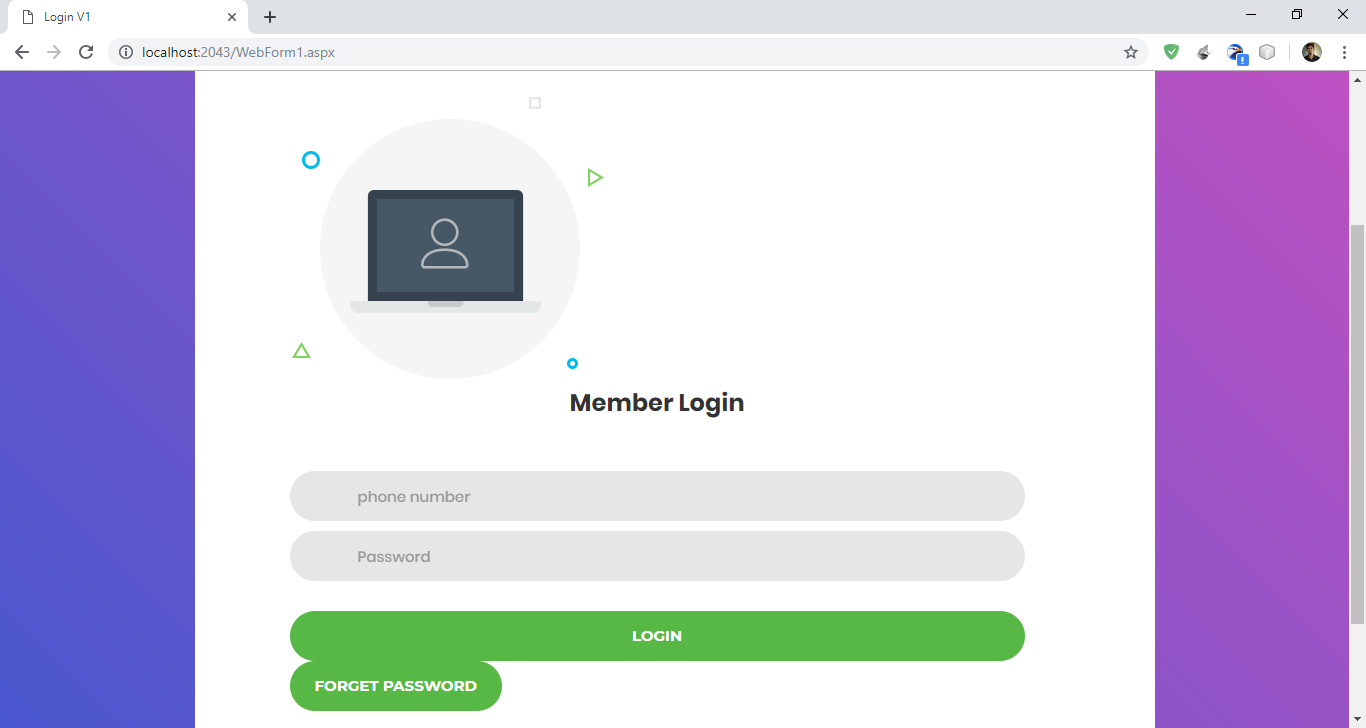 Login V1
localhost:2043/WebForm1.aspx
Member Login
phone number
Password
LOGIN
FORGET PASSWORD